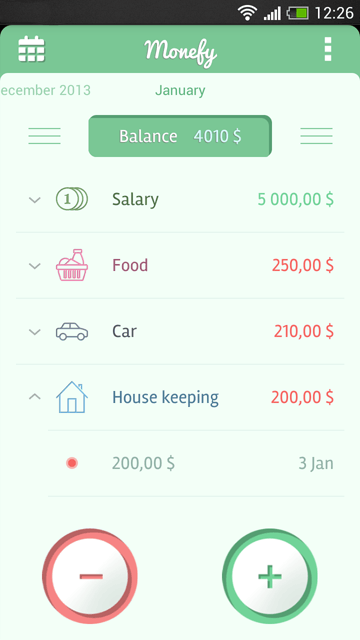 12:26
Monefy
ecember 2013 January
Balance 4010 $
1 Salary 5 000,00 $
Food 250,00 $
Car 210,00 $
House keeping 200,00 $
200,00 $ 3 Jan